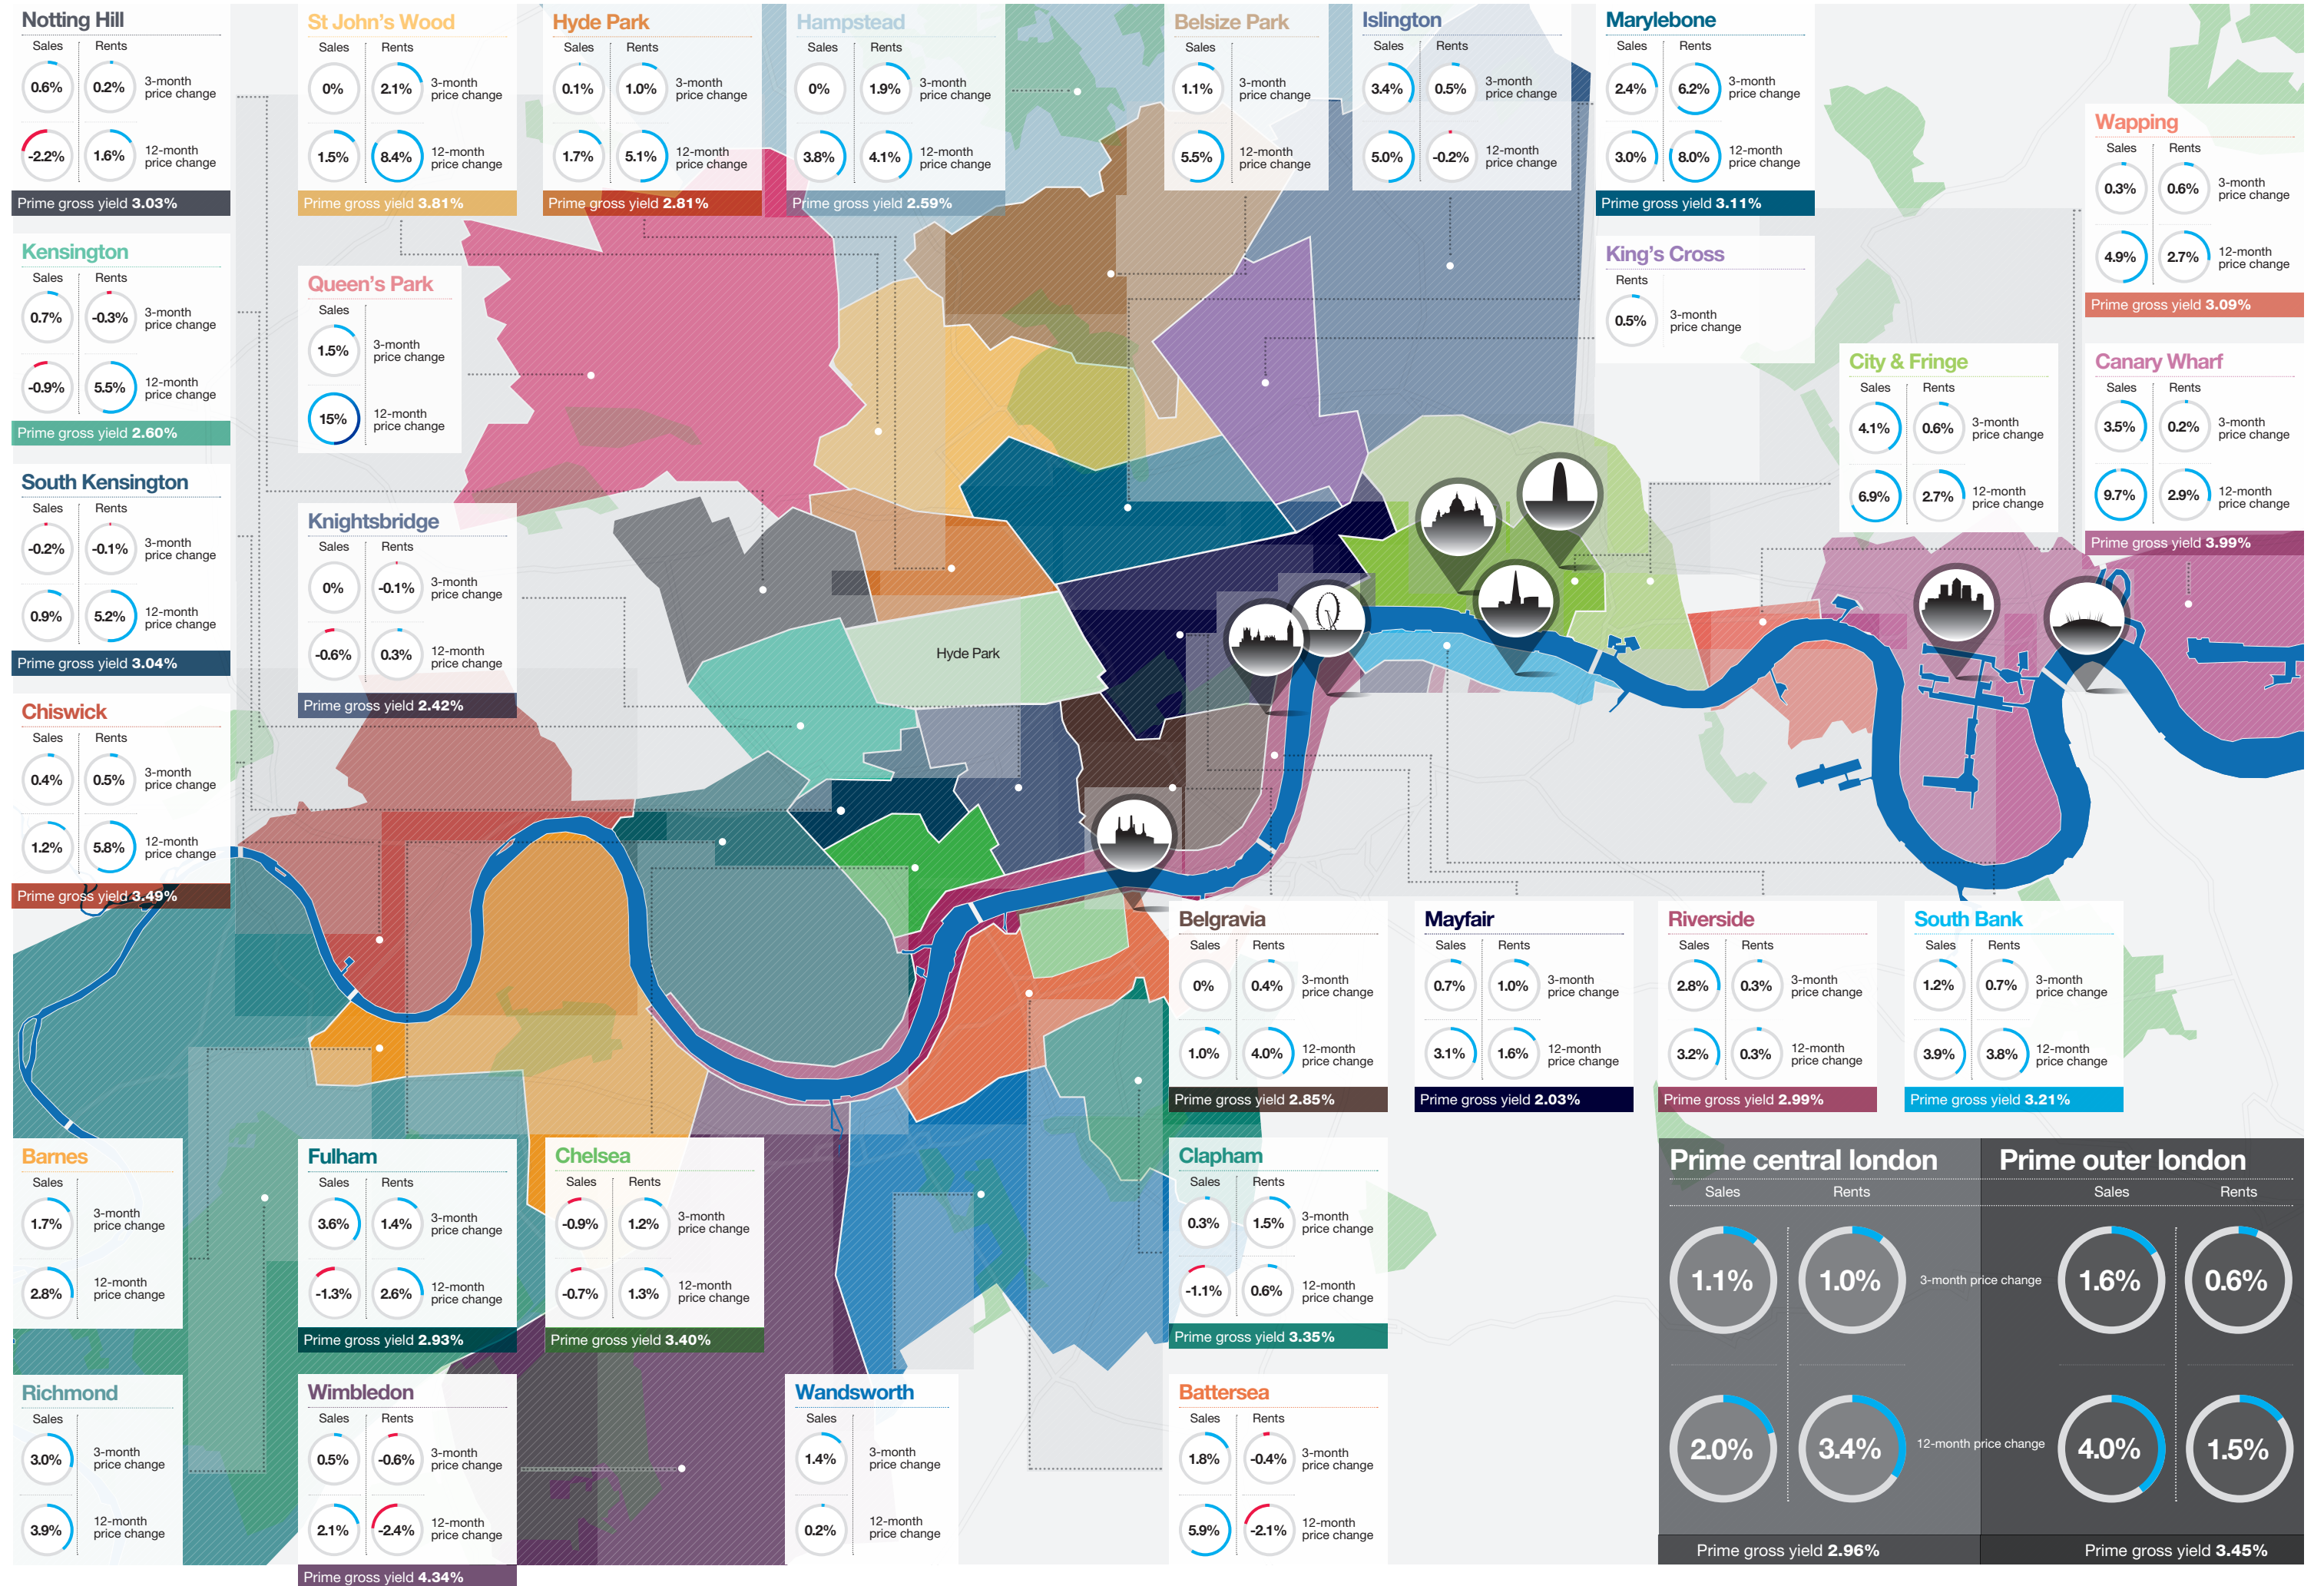 Notting Hill
Sales Rents
0.6% 0.2% 3-month
price change
-2.2% 1.6% 12-month
price change
Prime gross yield 3.03%
St John's Wood
Sales Rents
0% 2.1% 3-month
price change
1.5% 8.4% 12-month
price change
Prime gross yield 3.81%
Hyde Park
Sales Rents
0.1% 1.0% 3-month
price change
1.7% 5.1% 12-month
price change
Prime gross yield 2.81%
Hampstead
Sales Rents
0% 1.9% 3-month
price change
3.8% 4.1% 12-month
price change
Prime gross yield 2.59%
Belsize Park
Sales
1.1% 3-month
price change
5.5% 12-month
price change
Islington
Sales Rents
3.4% 0.5% 3-month
price change
5.0% -0.2% 12-month
price change
Marylebone
Sales Rents
2.4% 6.2% 3-month
price change
3.0% 8.0% 12-month
price change
Prime gross yield 3.11%
Wapping
Sales Rents
0.3% 0.6% 3-month
price change
4.9% 2.7% 12-month
price change
Prime gross yield 3.09%
Kensington
Sales Rents
0.7% -0.3% 3-month
price change
-0.9% 5.5% 12-month
price change
Prime gross yield 2.60%
Queen's Park
Sales
1.5% 3-month
price change
15% 12-month
price change
King's Cross
Rents
0.5% 3-month
price change
City & Fringe
Sales Rents
4.1% 0.6% 3-month
price change
6.9% 2.7% 12-month
price change
Canary Wharf
Sales Rents
3.5% 0.2% 3-month
price change
9.7% 2.9% 12-month
price change
Prime gross yield 3.99%
South Kensington
Sales Rents
-0.2% -0.1% 3-month
price change
0.9% 5.2% 12-month
price change
Prime gross yield 3.04%
Knightsbridge
Sales Rents
0% -0.1% 3-month
price change
-0.6% 0.3% 12-month
price change
Prime gross yield 2.42%
Hyde Park
Chiswick
Sales Rents
0.4% 0.5% 3-month
price change
1.2% 5.8% 12-month
price change
Prime gross yield 3.49%
Belgravia
Sales Rents
0% 0.4% 3-month
price change
1.0% 4.0% 12-month
price change
Prime gross yield 2.85%
Mayfair
Sales Rents
0.7% 1.0% 3-month
price change
3.1% 1.6% 12-month
price change
Prime gross yield 2.03%
Riverside
Sales Rents
2.8% 0.3% 3-month
price change
3.2% 0.3% 12-month
price change
Prime gross yield 2.99%
South Bank
Sales Rents
1.2% 0.7% 3-month
price change
3.9% 3.8% 12-month
price change
Prime gross yield 3.21%
Barnes
Sales
1.7% 3-month
price change
2.8% 12-month
price change
Fulham
Sales Rents
3.6% 1.4% 3-month
price change
-1.3% 2.6% 12-month
price change
Prime gross yield 2.93%
Chelsea
Sales Rents
-0.9% 1.2% 3-month
price change
-0.7% 1.3% 12-month
price change
Prime gross yield 3.40%
Clapham
Sales Rents
0.3% 1.5% 3-month
price change
-1.1% 0.6% 12-month
price change
Prime gross yield 3.35%
Richmond
Sales
3.0% 3-month
price change
3.9% 12-month
price change
Wimbledon
Sales Rents
0.5% -0.6% 3-month
price change
2.1% -2.4% 12-month
price change
Prime gross yield 4.34%
Wandsworth
Sales
1.4% 3-month
price change
0.2% 12-month
price change
Battersea
Sales Rents
1.8% -0.4% 3-month
price change
5.9% -2.1% 12-month
price change
Prime central london Prime outer london
Sales Rents Sales Rents
1.1% 1.0% 3-month price change 1.6% 0.6%
2.0% 3.4% 12-month price change 4.0% 1.5%
Prime gross yield 2.96% Prime gross yield 3.45%